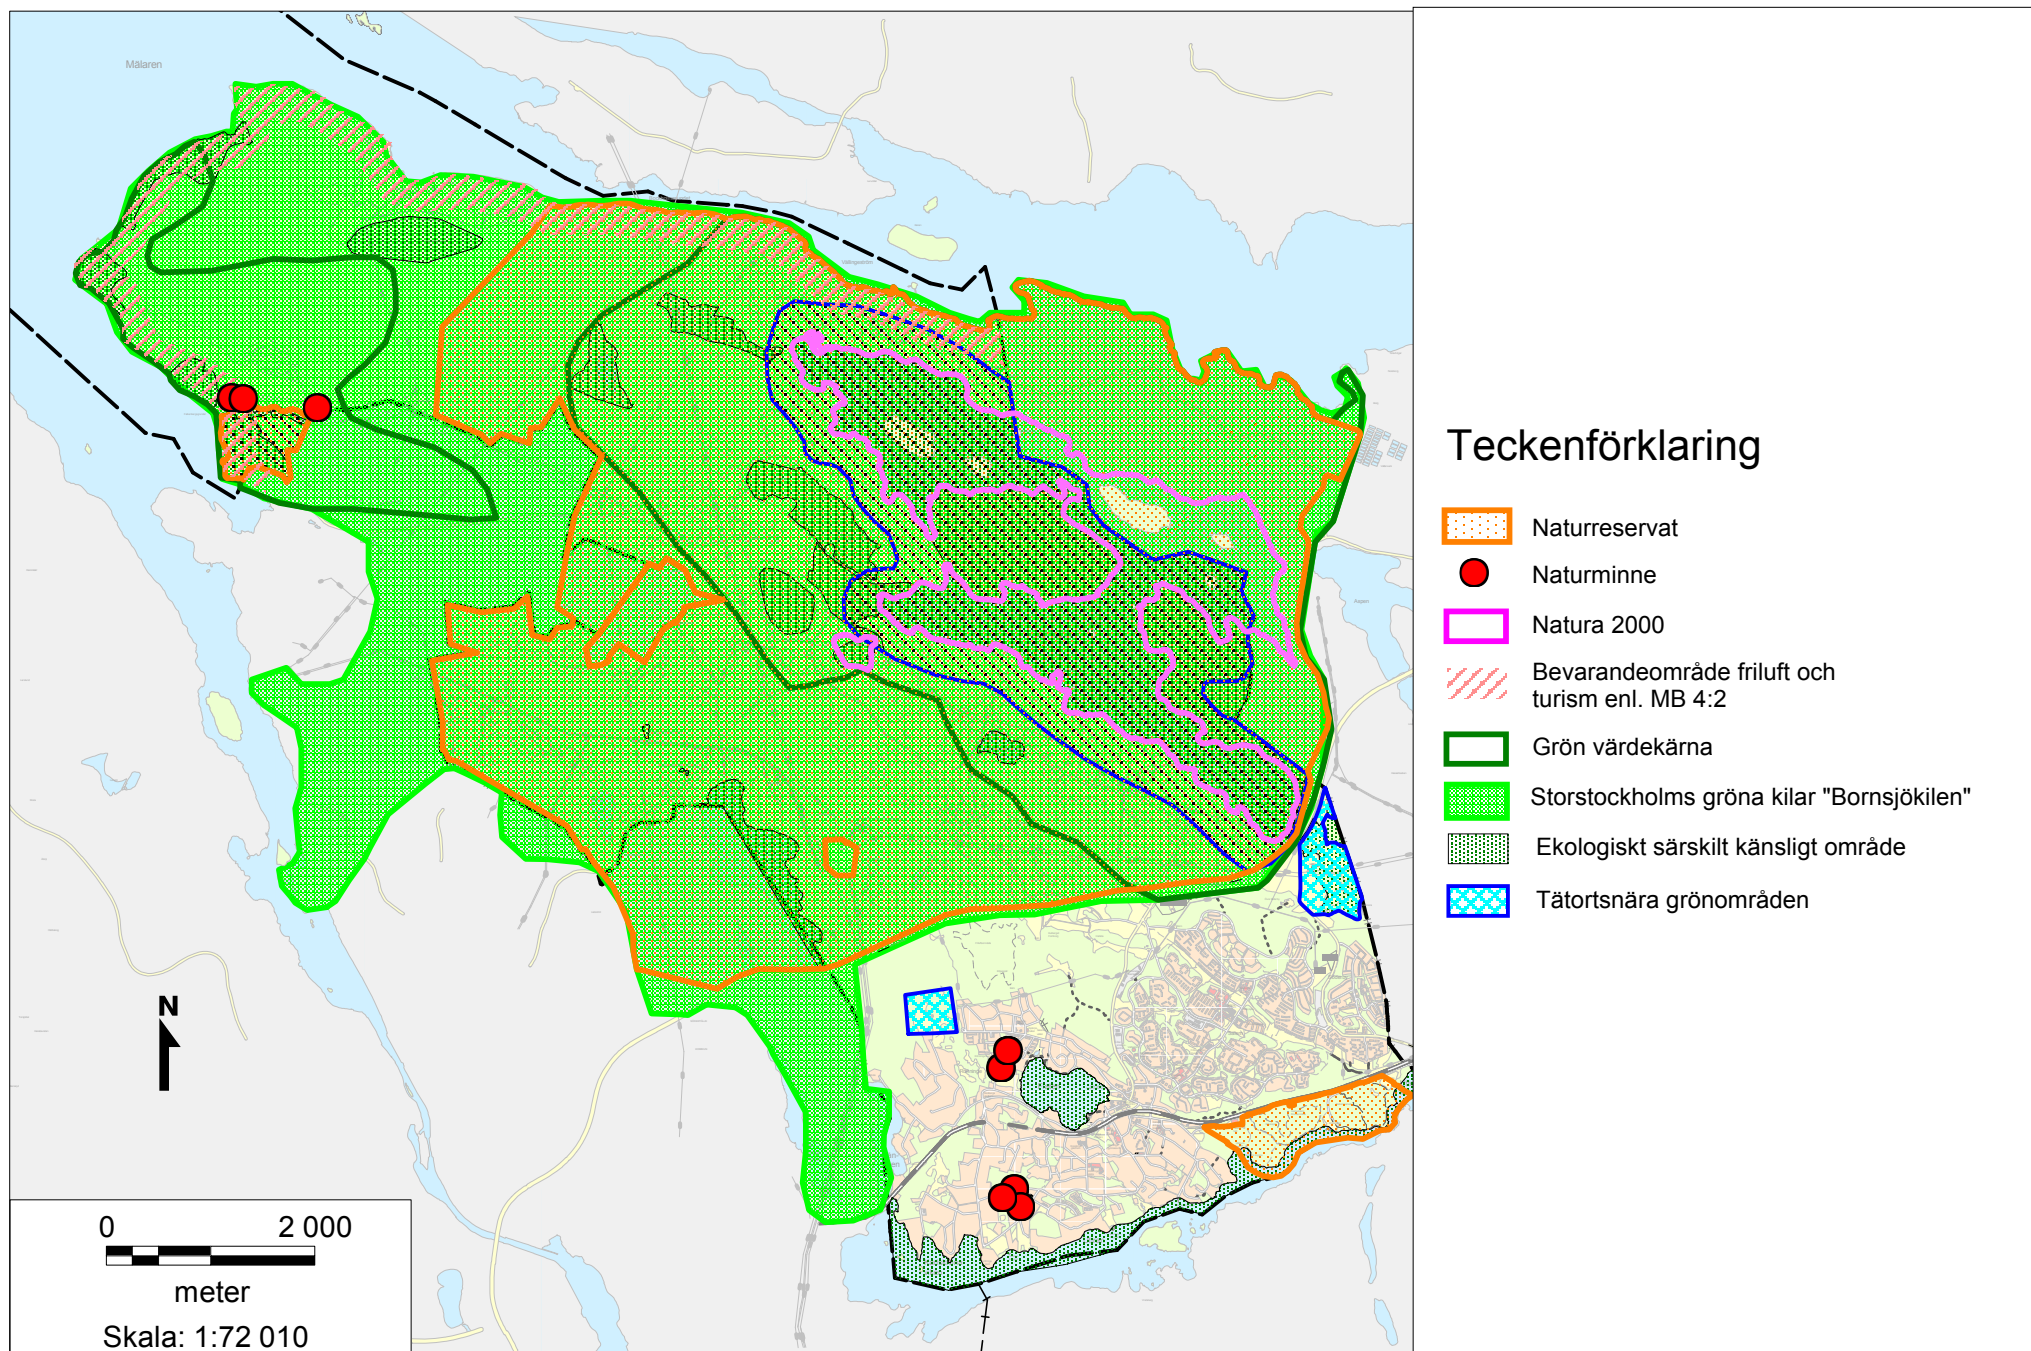 Mälaren
Teckenförklaring
Naturreservat
Naturminne
Natura 2000
Bevarandeområde friluft och
turism enl. MB 4:2
Grön värdekärna
Storstockholms gröna kilar "Bornsjökilen"
Ekologiskt särskilt känsligt område
Tätortsnära grönområden
N
0 2 000
meter
Skala: 1:72 010